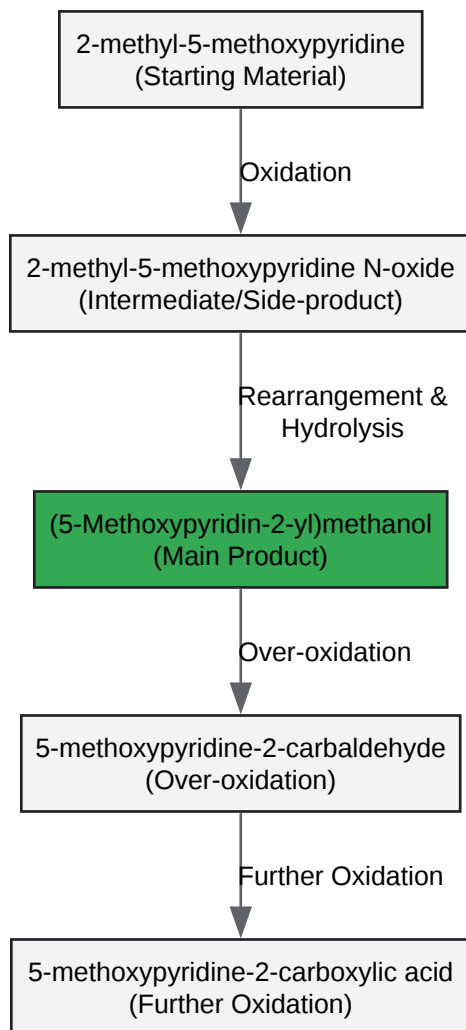 2-methyl-5-methoxypyridine
(Starting Material)
Oxidation
2-methyl-5-methoxypyridine N-oxide
(Intermediate/Side-product)
Rearrangement &
Hydrolysis
(5-Methoxypyridin-2-yl)methanol
(Main Product)
Over-oxidation
5-methoxypyridine-2-carbaldehyde
(Over-oxidation)
Further Oxidation
5-methoxypyridine-2-carboxylic acid
(Further Oxidation)